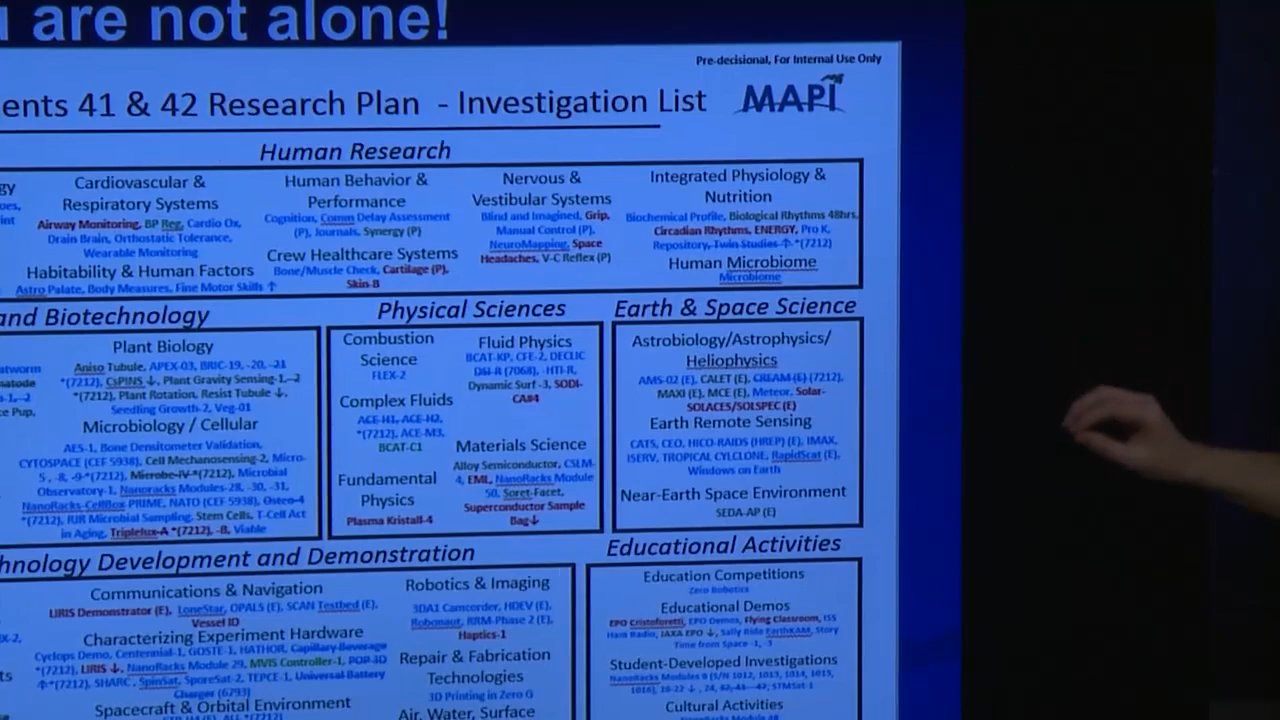 are not alone!
Pre-decisional, For Internal Use Only
ents 41 & 42 Research Plan - Investigation List
MAPI
Human Research
gy
oes,
int
Cardiovascular &
Respiratory Systems
Airway Monitoring, BP Reg, Cardio Ox,
Drain Brain, Orthostatic Tolerance,
Wearable Monitoring
Habitability & Human Factors
Astro Palate, Body Measures, Fine Motor Skills ↑
Human Behavior &
Performance
Cognition, Comm Delay Assessment
(P), Journals, Synergy (P)
Crew Healthcare Systems
Bone/Muscle Check, Cartilage (P),
Skin-B
Nervous &
Vestibular Systems
Blind and Imagined, Grip,
Manual Control (P),
NeuroMapping, Space
Headaches, V-C Reflex (P)
Integrated Physiology &
Nutrition
Biochemical Profile, Biological Rhythms 48hrs,
Circadian Rhythms, ENERGY, Pro K,
Repository, Twin Studies ↑ *(7212)
Human Microbiome
Microbiome
and Biotechnology
atworm
matode
-1, -2
ce Pup,
Plant Biology
Aniso Tubule, APEX-03, BRIC-19, -20, -21
*(7212), CsPINS ↓, Plant Gravity Sensing-1, -2
*(7212), Plant Rotation, Resist Tubule ↓,
Seedling Growth-2, Veg-01
Microbiology / Cellular
AES-1, Bone Densitometer Validation,
CYTOSPACE (CEF 5938), Cell Mechanosensing-2, Micro-
5, -8, -9 *(7212), Microbe-IV *(7212), Microbial
Observatory-1, Nanoracks Modules-28, -30, -31,
NanoRacks-CellBox-PRIME, NATO (CEF 5938), Osteo-4
*(7212), RJR Microbial Sampling, Stem Cells, T-Cell Act
in Aging, Triplelux-A *(7212), -B, Viable
Physical Sciences
Combustion
Science
FLEX-2
Complex Fluids
ACE-H1, ACE-H2,
*(7212), ACE-M3,
BCAT-C1
Fundamental
Physics
Plasma Kristall-4
Fluid Physics
BCAT-KP, CFE-2, DECLIC
DSI-R (7068), -HTI-R,
Dynamic Surf -3, SODI-
Materials Science
Alloy Semiconductor, CSLM-
4, EML, NanoRacks Module
50, Soret-Facet,
Superconductor Sample
Bag↓
Earth & Space Science
Astrobiology/Astrophysics/
Heliophysics
AMS-02 (E), CALET (E), CREAM (E) (7212),
MAXI (E), MCE (E), Meteor, Solar-
SOLACES/SOLSPEC (E)
Earth Remote Sensing
CATS, CEO, HICO-RAIDS (HREP) (E), IMAX,
ISERV, TROPICAL CYLCLONE, RapidScat (E),
Windows on Earth
Near-Earth Space Environment
SEDA-AP (E)
hnology Development and Demonstration
Communications & Navigation
LIRIS Demonstrator (E), LoneStar, OPALS (E), SCAN Testbed (E),
Vessel ID
Characterizing Experiment Hardware
Cyclops Demo, Centennial-1, GOSTE-1, HATHOR, Capillary Beverage
*(7212), LIRIS ↓, NanoRacks Module 29, MVIS Controller-1, POP 3D
↑*(7212), SHARC, SpinSat, SporeSat-2, TEPCE-1, Universal Battery
Charger (6793)
Spacecraft & Orbital Environment
Robotics & Imaging
3DA1 Camcorder, HDEV (E),
Robonaut, RRM-Phase 2 (E),
Haptics-1
Repair & Fabrication
Technologies
3D Printing in Zero G
Air, Water, Surface
Educational Activities
Education Competitions
Zero Robotics
Educational Demos
EPO Cristoforetti, EPO Demos, Flying Classroom, ISS
Ham Radio, JAXA EPO ↓, Sally Ride EarthKAM, Story
Time from Space -1, -3
Student-Developed Investigations
NanoRacks Modules 9 (S/N 1012, 1013, 1014, 1015,
Cultural Activities